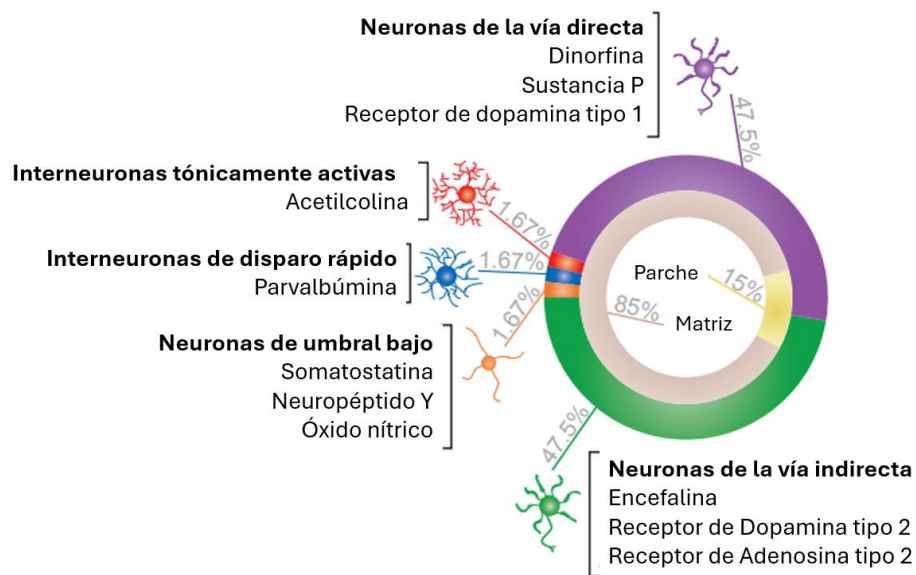 Neuronas de la vía directa
Dinorfina
Sustancia P
Receptor de dopamina tipo 1
47.5%
Interneuronas tónicamente activas
Acetilcolina
1.67%
Interneuronas de disparo rápido
Parvalbúmina
1.67%
Neuronas de umbral bajo
Somatostatina
Neuropéptido Y
Óxido nítrico
1.67%
Parche
15%
85%
Matriz
47.5%
Neuronas de la vía indirecta
Encefalina
Receptor de Dopamina tipo 2
Receptor de Adenosina tipo 2